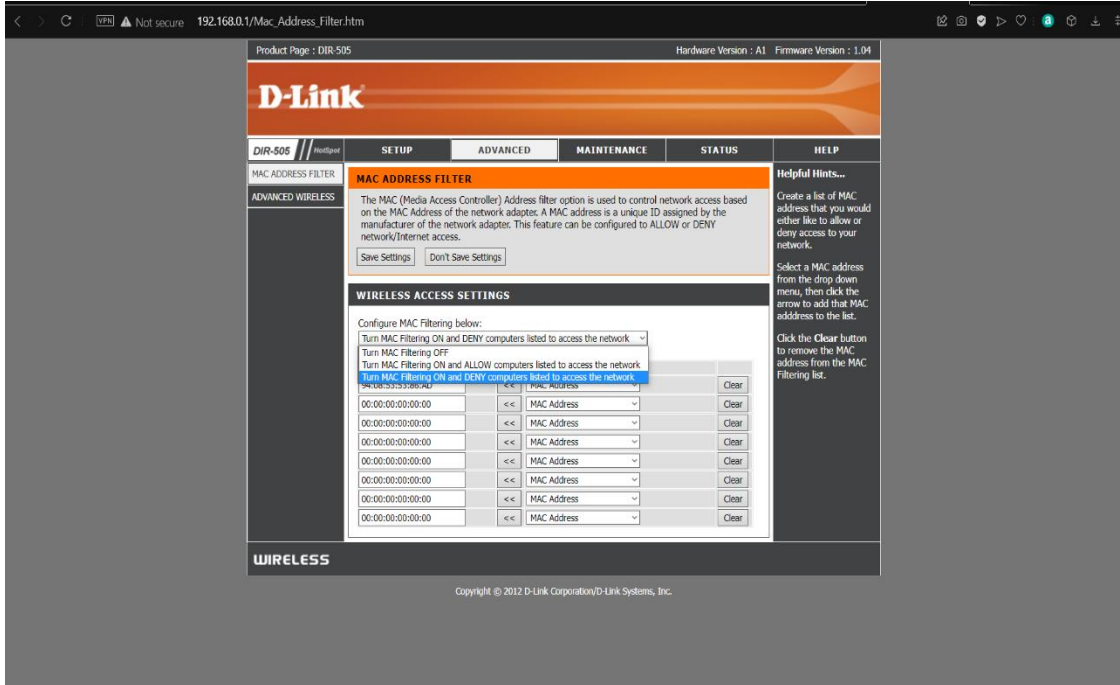 VPN Not secure 192.168.0.1/Mac_Address_Filter.htm
Product Page : DIR-505 Hardware Version : A1 Firmware Version : 1.04
D-Link
DIR-505 HotSpot SETUP ADVANCED MAINTENANCE STATUS HELP
MAC ADDRESS FILTER
ADVANCED WIRELESS
MAC ADDRESS FILTER
The MAC (Media Access Controller) Address filter option is used to control network access based
on the MAC Address of the network adapter. A MAC address is a unique ID assigned by the
manufacturer of the network adapter. This feature can be configured to ALLOW or DENY
network/Internet access.
Save Settings Don't Save Settings
WIRELESS ACCESS SETTINGS
Configure MAC Filtering below:
Turn MAC Filtering ON and DENY computers listed to access the network
Turn MAC Filtering OFF
Turn MAC Filtering ON and ALLOW computers listed to access the network
Turn MAC Filtering ON and DENY computers listed to access the network
<< MAC Address Clear
00:00:00:00:00:00 << MAC Address Clear
00:00:00:00:00:00 << MAC Address Clear
00:00:00:00:00:00 << MAC Address Clear
00:00:00:00:00:00 << MAC Address Clear
00:00:00:00:00:00 << MAC Address Clear
00:00:00:00:00:00 << MAC Address Clear
00:00:00:00:00:00 << MAC Address Clear
Helpful Hints...
Create a list of MAC
address that you would
either like to allow or
deny access to your
network.
Select a MAC address
from the drop down
menu, then click the
arrow to add that MAC
adddress to the list.
Click the Clear button
to remove the MAC
address from the MAC
Filtering list.
WIRELESS
Copyright © 2012 D-Link Corporation/D-Link Systems, Inc.